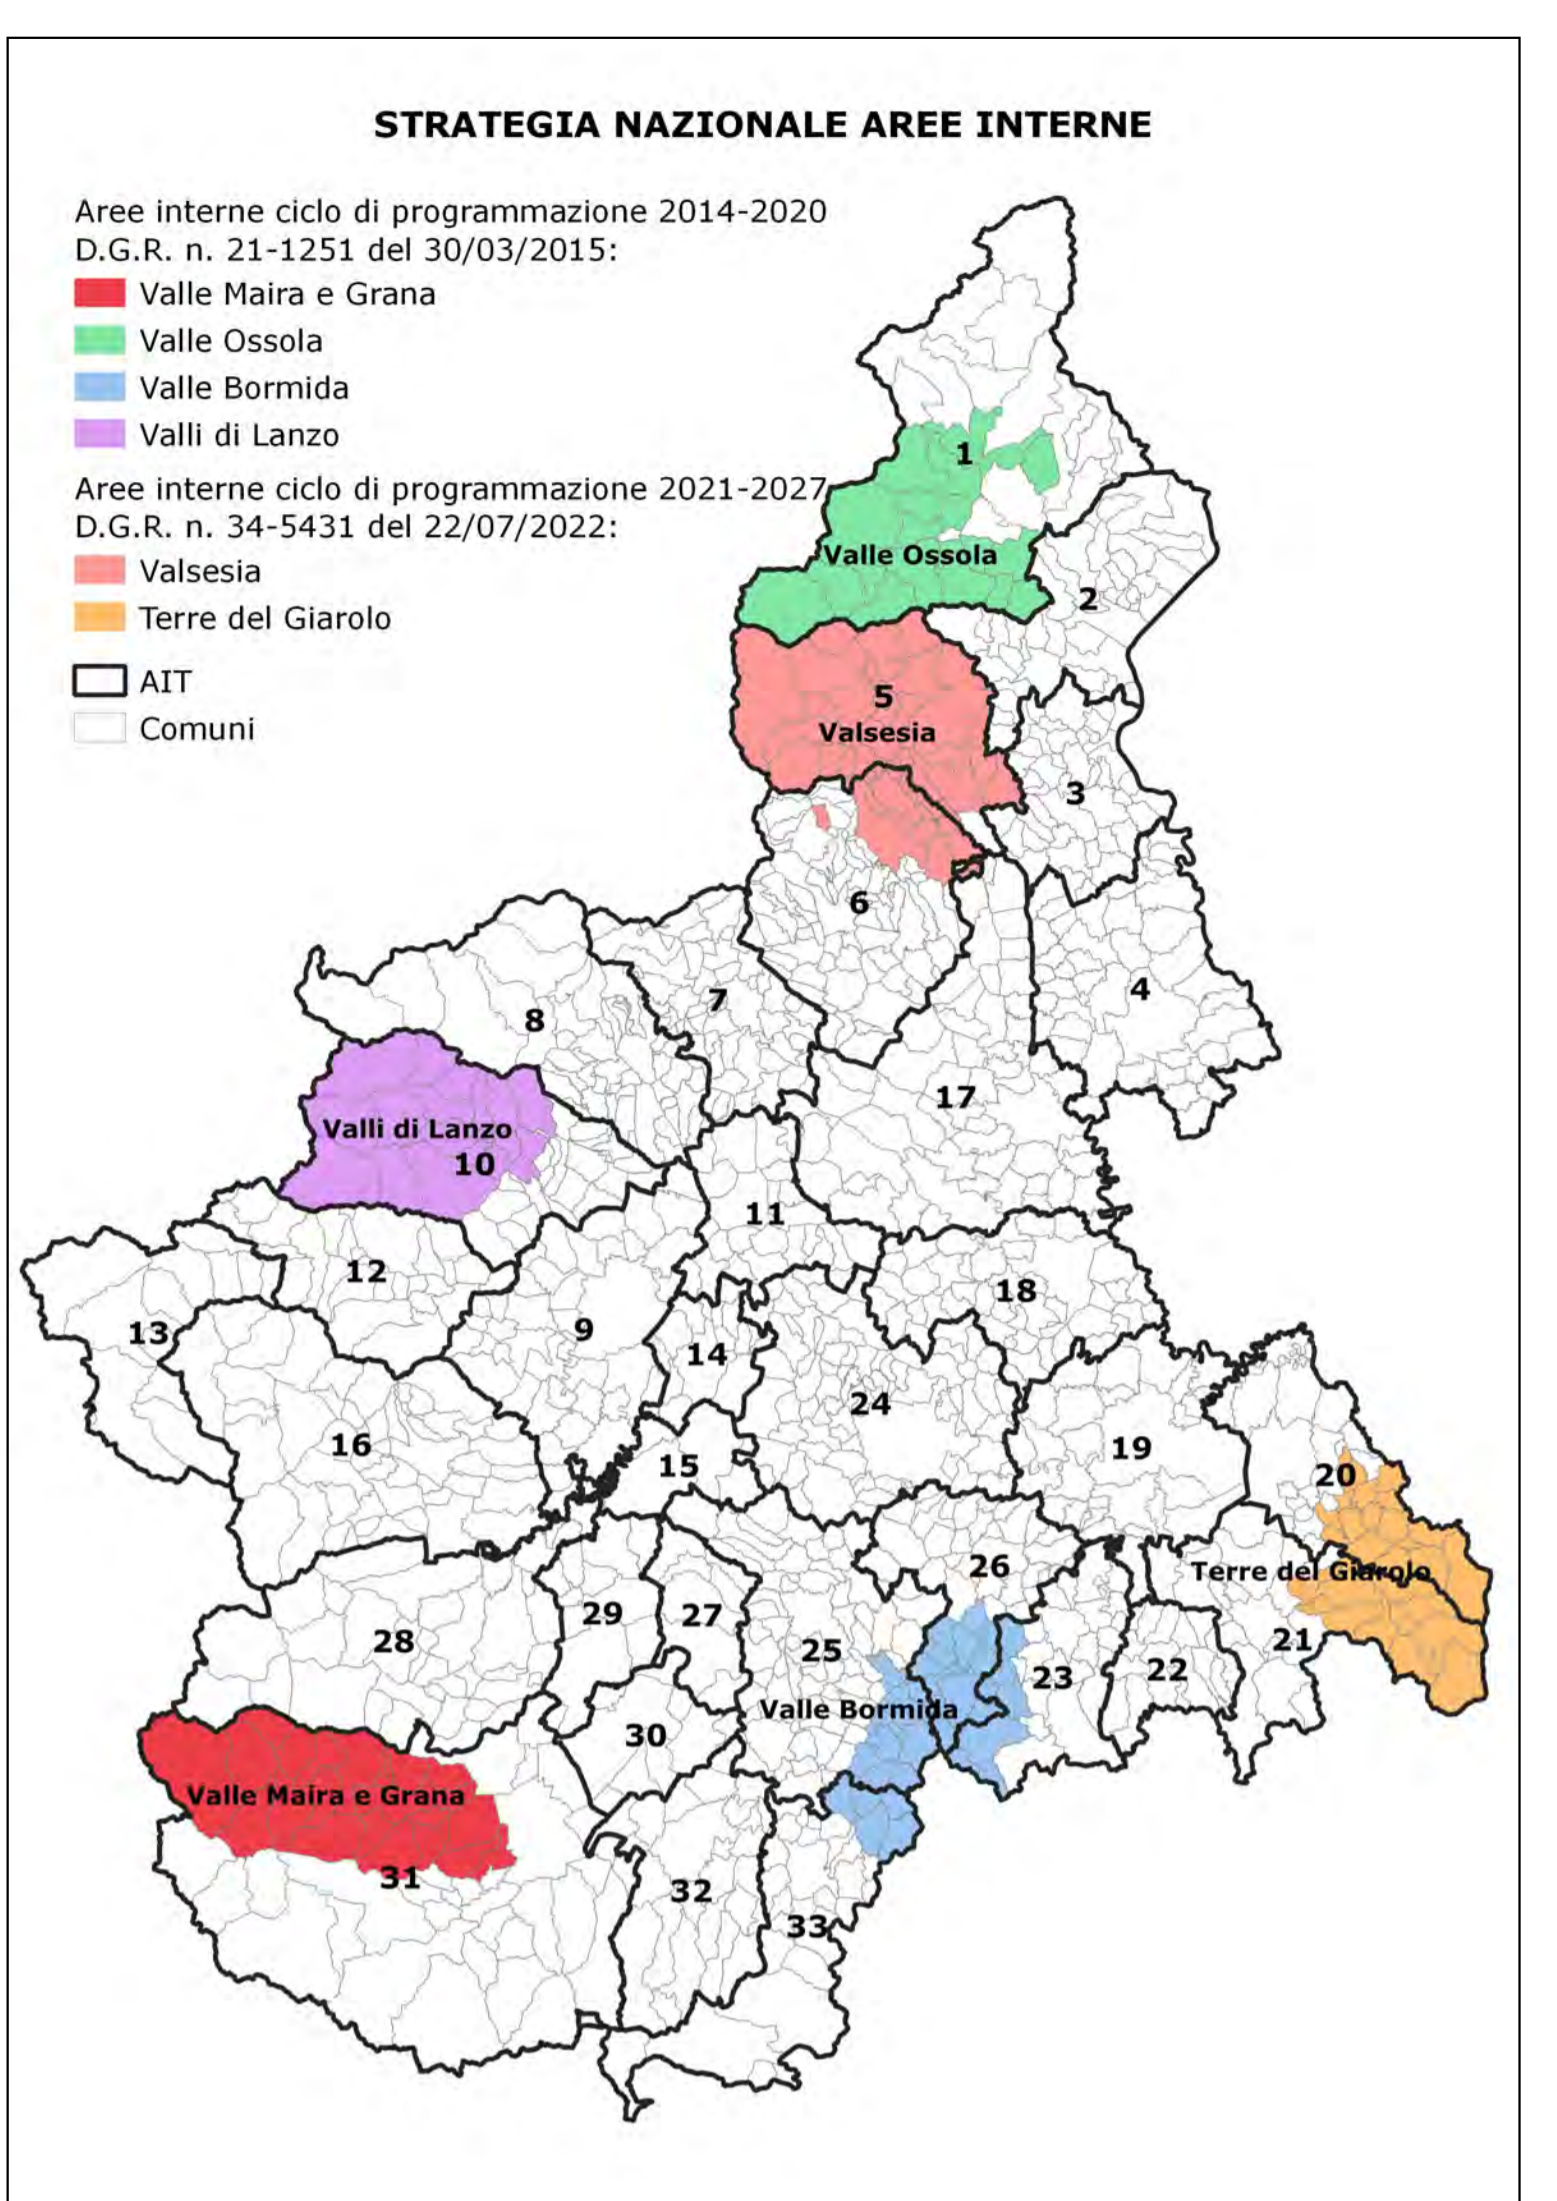 STRATEGIA NAZIONALE AREE INTERNE
Aree interne ciclo di programmazione 2014-2020
D.G.R. n. 21-1251 del 30/03/2015:
Valle Maira e Grana
Valle Ossola
Valle Bormida
Valli di Lanzo
Aree interne ciclo di programmazione 2021-2027
D.G.R. n. 34-5431 del 22/07/2022:
Valsesia
Terre del Giarolo
AIT
Comuni
1
Valle Ossola
2
5
Valsesia
3
6
4
7
8
17
Valli di Lanzo
10
11
12
18
9
13
14
24
16
19
15
20
26
Terre del Giarolo
29
27
28
25
21
23
22
Valle Bormida
30
Valle Maira e Grana
31
32
33